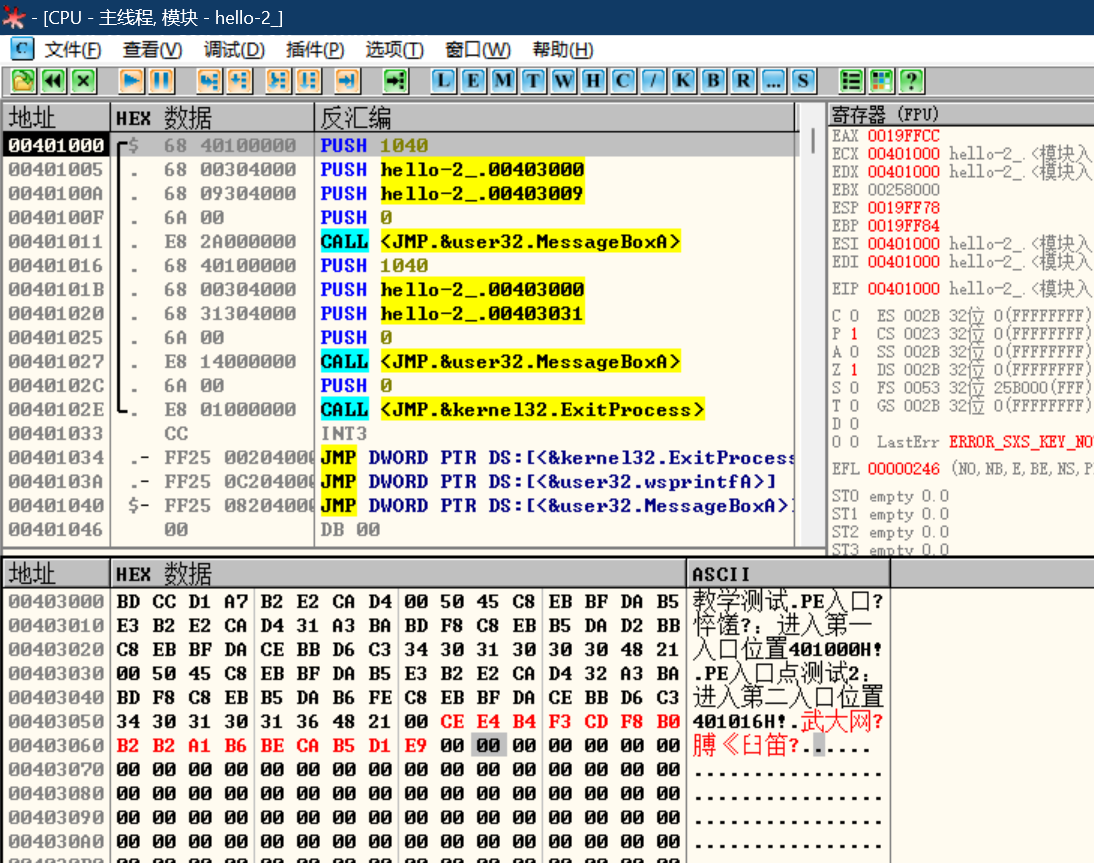 - [CPU - 主线程, 模块 - hello-2_]
C 文件(F) 查看(V) 调试(D) 插件(P) 选项(T) 窗口(W) 帮助(H)
L E M T W H C / K B R ... S ?
地址 HEX 数据 反汇编
00401000 $ 68 40100000 PUSH 1040
00401005 . 68 00304000 PUSH hello-2_.00403000
0040100A . 68 09304000 PUSH hello-2_.00403009
0040100F . 6A 00 PUSH 0
00401011 . E8 2A000000 CALL <JMP.&user32.MessageBoxA>
00401016 . 68 40100000 PUSH 1040
0040101B . 68 00304000 PUSH hello-2_.00403000
00401020 . 68 31304000 PUSH hello-2_.00403031
00401025 . 6A 00 PUSH 0
00401027 . E8 14000000 CALL <JMP.&user32.MessageBoxA>
0040102C . 6A 00 PUSH 0
0040102E . E8 01000000 CALL <JMP.&kernel32.ExitProcess>
00401033 CC INT3
00401034 .- FF25 00204000 JMP DWORD PTR DS:[<&kernel32.ExitProcess
0040103A .- FF25 0C204000 JMP DWORD PTR DS:[<&user32.wsprintfA>]
00401040 $- FF25 08204000 JMP DWORD PTR DS:[<&user32.MessageBoxA>]
00401046 00 DB 00
寄存器 (FPU)
EAX 0019FFCC
ECX 00401000 hello-2_.<模块入
EDX 00401000 hello-2_.<模块入
EBX 00258000
ESP 0019FF78
EBP 0019FF84
ESI 00401000 hello-2_.<模块入
EDI 00401000 hello-2_.<模块入
EIP 00401000 hello-2_.<模块入
C 0 ES 002B 32位 0(FFFFFFFF)
P 1 CS 0023 32位 0(FFFFFFFF)
A 0 SS 002B 32位 0(FFFFFFFF)
Z 1 DS 002B 32位 0(FFFFFFFF)
S 0 FS 0053 32位 25B000(FFF)
T 0 GS 002B 32位 0(FFFFFFFF)
D 0
O 0 LastErr ERROR_SXS_KEY_NO
EFL 00000246 (NO,NB,E,BE,NS,P
ST0 empty 0.0
ST1 empty 0.0
ST2 empty 0.0
ST3 empty 0.0
地址 HEX 数据 ASCII
00403000 BD CC D1 A7 B2 E2 CA D4 00 50 45 C8 EB BF DA B5 教学测试.PE入口?
00403010 E3 B2 E2 CA D4 31 A3 BA BD F8 C8 EB B5 DA D2 BB 悴馐?：进入第一
00403020 C8 EB BF DA CE BB D6 C3 34 30 31 30 30 30 48 21 入口位置401000H!
00403030 00 50 45 C8 EB BF DA B5 E3 B2 E2 CA D4 32 A3 BA .PE入口点测试2：
00403040 BD F8 C8 EB B5 DA B6 FE C8 EB BF DA CE BB D6 C3 进入第二入口位置
00403050 34 30 31 30 31 36 48 21 00 CE E4 B4 F3 CD F8 B0 401016H!.武大网?
00403060 B2 B2 A1 B6 BE CA B5 D1 E9 00 00 00 00 00 00 00 膊《臼笛?.......
00403070 00 00 00 00 00 00 00 00 00 00 00 00 00 00 00 00 ................
00403080 00 00 00 00 00 00 00 00 00 00 00 00 00 00 00 00 ................
00403090 00 00 00 00 00 00 00 00 00 00 00 00 00 00 00 00 ................
004030A0 00 00 00 00 00 00 00 00 00 00 00 00 00 00 00 00 ................